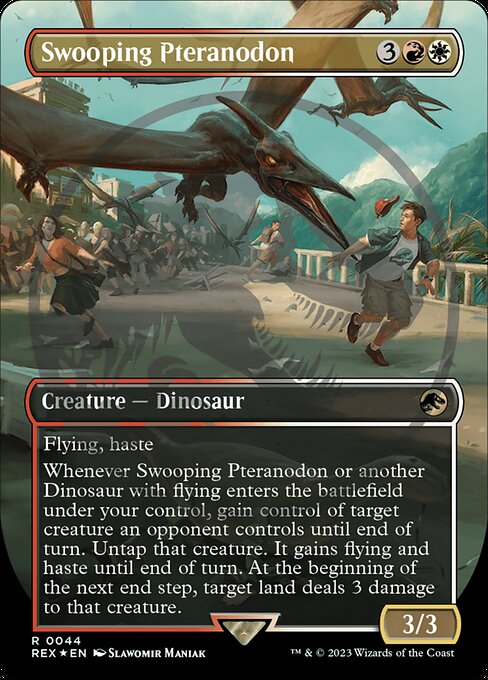 Swooping Pteranodon 3
Creature — Dinosaur
Flying, haste
Whenever Swooping Pteranodon or another
Dinosaur with flying enters the battlefield
under your control, gain control of target
creature an opponent controls until end of
turn. Untap that creature. It gains flying and
haste until end of turn. At the beginning of
the next end step, target land deals 3 damage
to that creature.
3/3
R 0044
REX★EN Slawomir Maniak
™ & © 2023 Wizards of the Coast